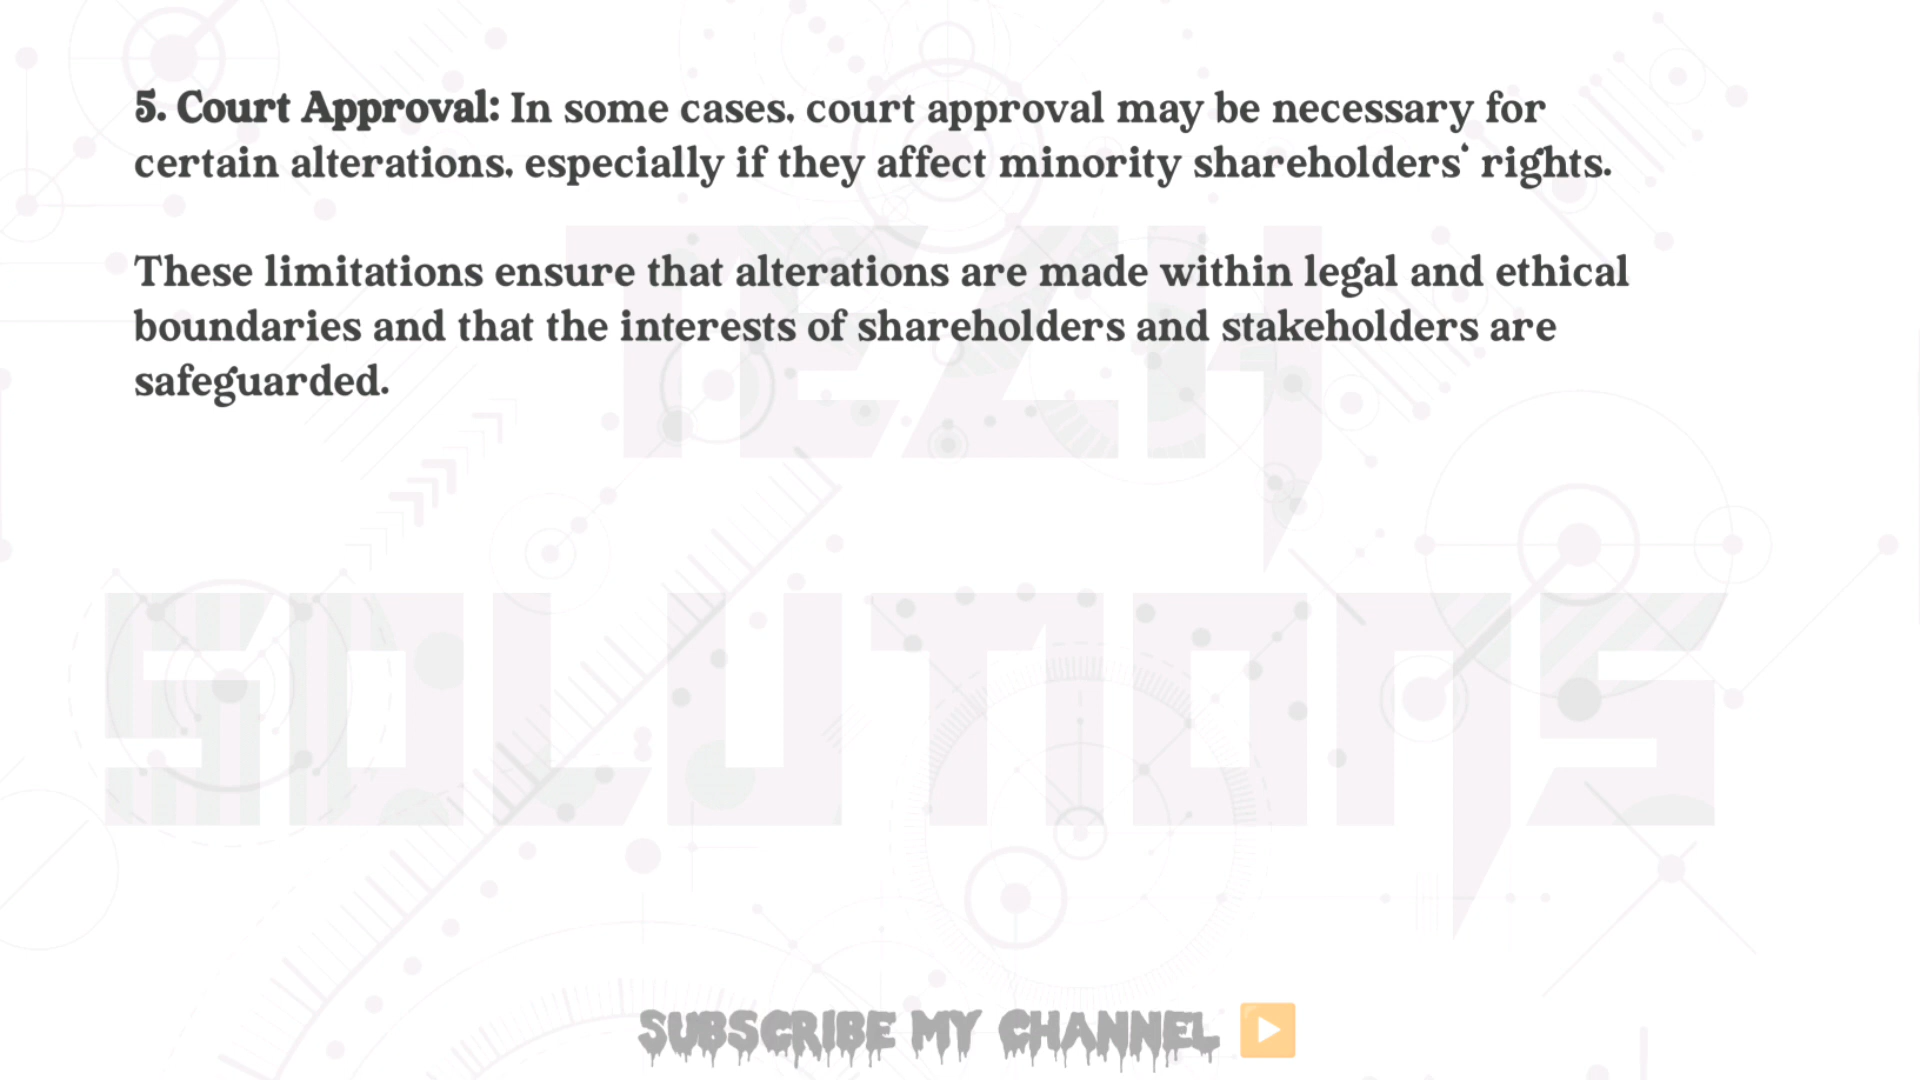 5. Court Approval: In some cases, court approval may be necessary for
certain alterations, especially if they affect minority shareholders' rights.
These limitations ensure that alterations are made within legal and ethical
boundaries and that the interests of shareholders and stakeholders are
safeguarded.
TEZH
SOLUTIONS
SUBSCRIBE MY CHANNEL